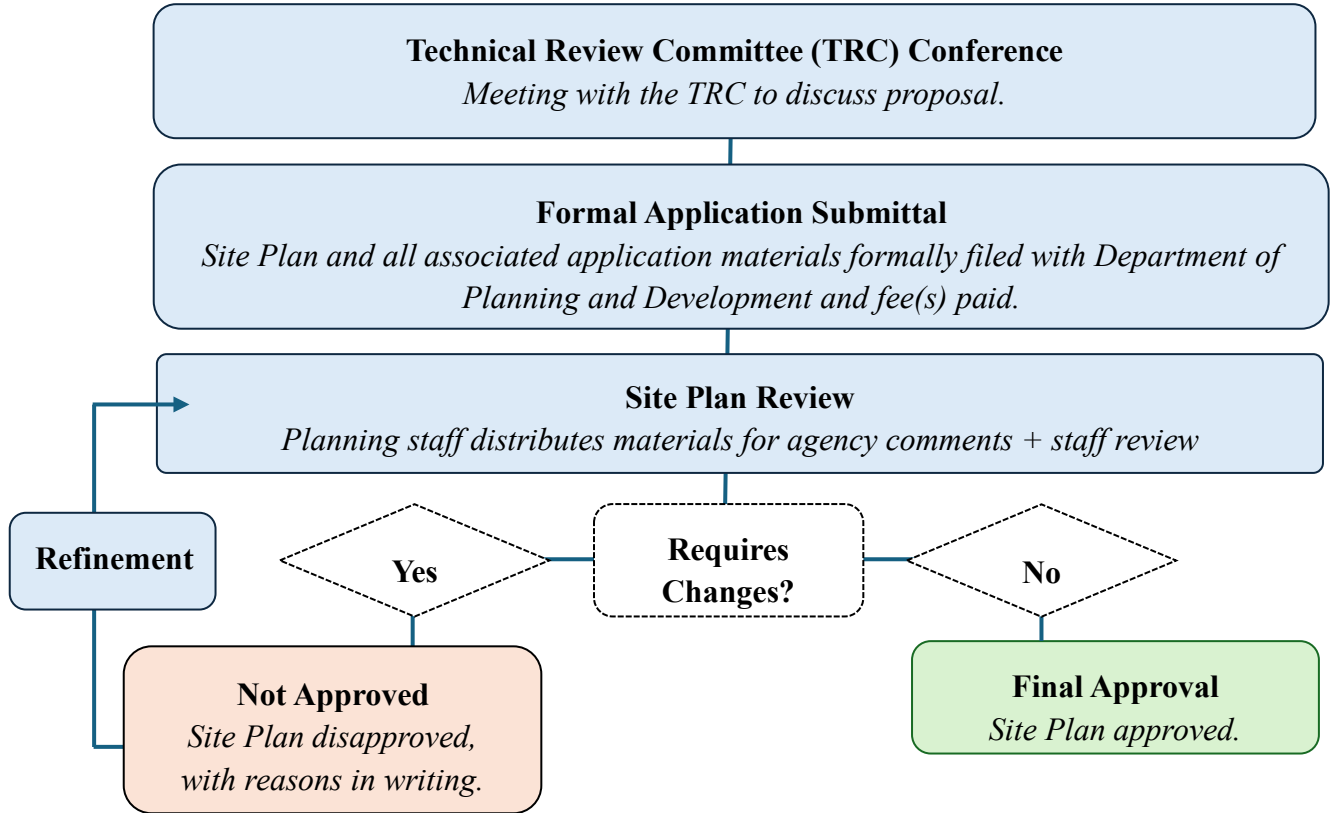 Technical Review Committee (TRC) Conference
Meeting with the TRC to discuss proposal.
Formal Application Submittal
Site Plan and all associated application materials formally filed with Department of
Planning and Development and fee(s) paid.
Site Plan Review
Planning staff distributes materials for agency comments + staff review
Refinement
Yes
Requires
Changes?
No
Not Approved
Site Plan disapproved,
with reasons in writing.
Final Approval
Site Plan approved.